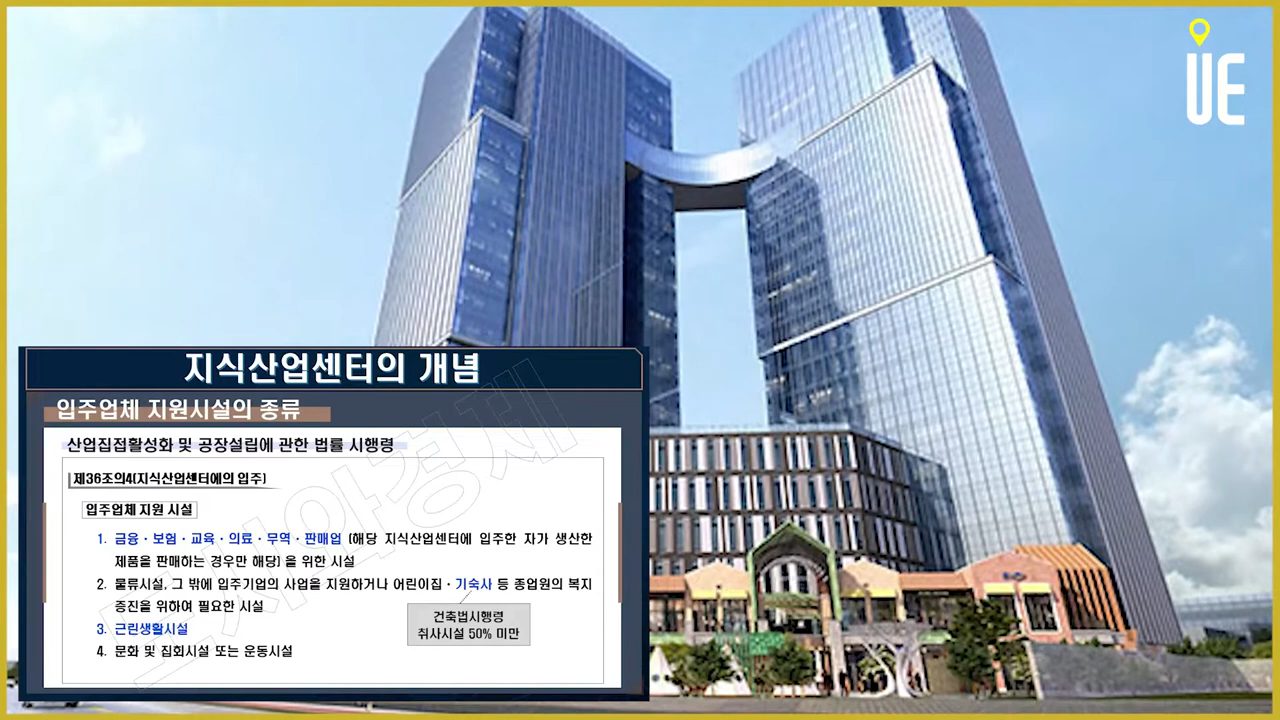 UE
지식산업센터의 개념
입주업체 지원시설의 종류
산업집접활성화 및 공장설립에 관한 법률 시행령
제36조의4(지식산업센터에의 입주)
입주업체 지원 시설
1. 금융·보험·교육·의료·무역·판매업 (해당 지식산업센터에 입주한 자가 생산한
제품을 판매하는 경우만 해당) 을 위한 시설
2. 물류시설, 그 밖에 입주기업의 사업을 지원하거나 어린이집·기숙사 등 종업원의 복지
증진을 위하여 필요한 시설
건축법시행령
취사시설 50% 미만
3. 근린생활시설
4. 문화 및 집회시설 또는 운동시설
도시와경제